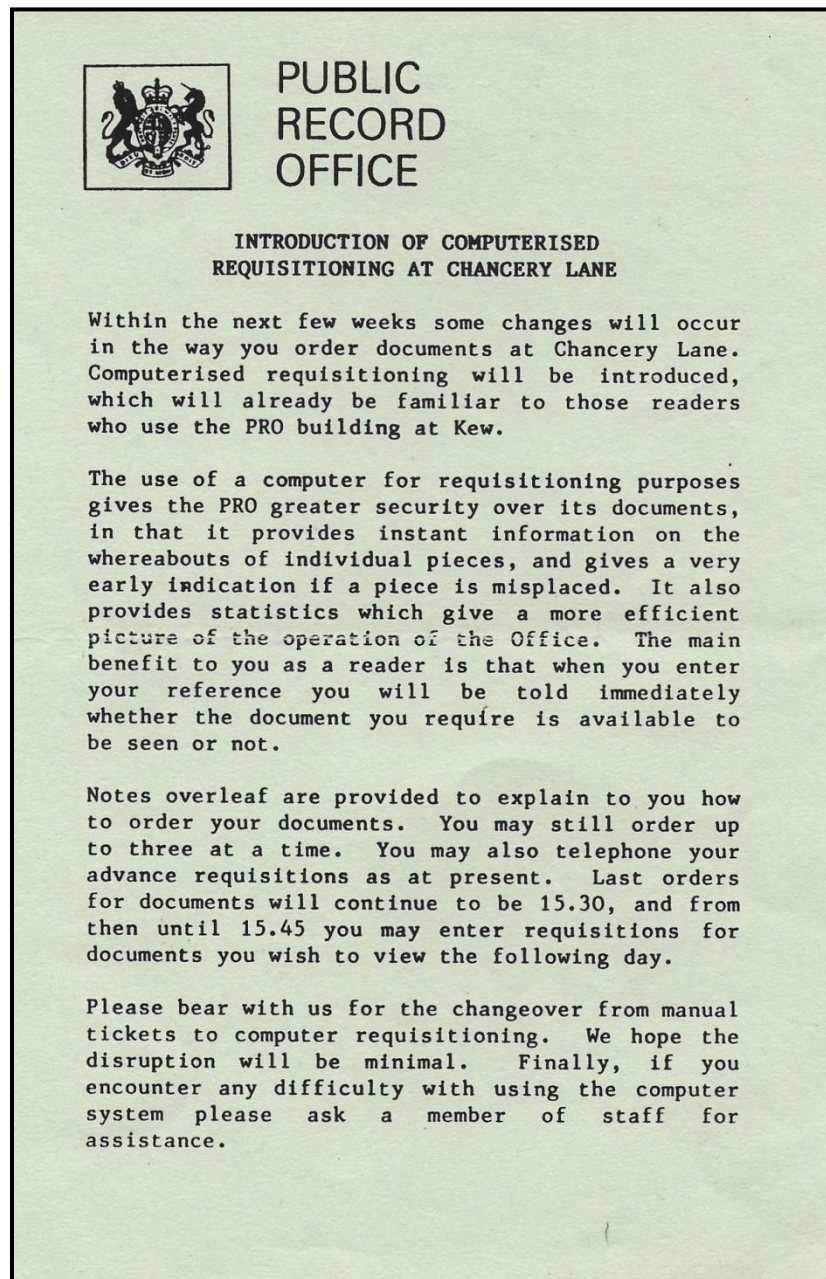 PUBLIC
RECORD
OFFICE
INTRODUCTION OF COMPUTERISED
REQUISITIONING AT CHANCERY LANE
Within the next few weeks some changes will occur
in the way you order documents at Chancery Lane.
Computerised requisitioning will be introduced,
which will already be familiar to those readers
who use the PRO building at Kew.
The use of a computer for requisitioning purposes
gives the PRO greater security over its documents,
in that it provides instant information on the
whereabouts of individual pieces, and gives a very
early indication if a piece is misplaced. It also
provides statistics which give a more efficient
picture of the operation of the Office. The main
benefit to you as a reader is that when you enter
your reference you will be told immediately
whether the document you require is available to
be seen or not.
Notes overleaf are provided to explain to you how
to order your documents. You may still order up
to three at a time. You may also telephone your
advance requisitions as at present. Last orders
for documents will continue to be 15.30, and from
then until 15.45 you may enter requisitions for
documents you wish to view the following day.
Please bear with us for the changeover from manual
tickets to computer requisitioning. We hope the
disruption will be minimal. Finally, if you
encounter any difficulty with using the computer
system please ask a member of staff for
assistance.